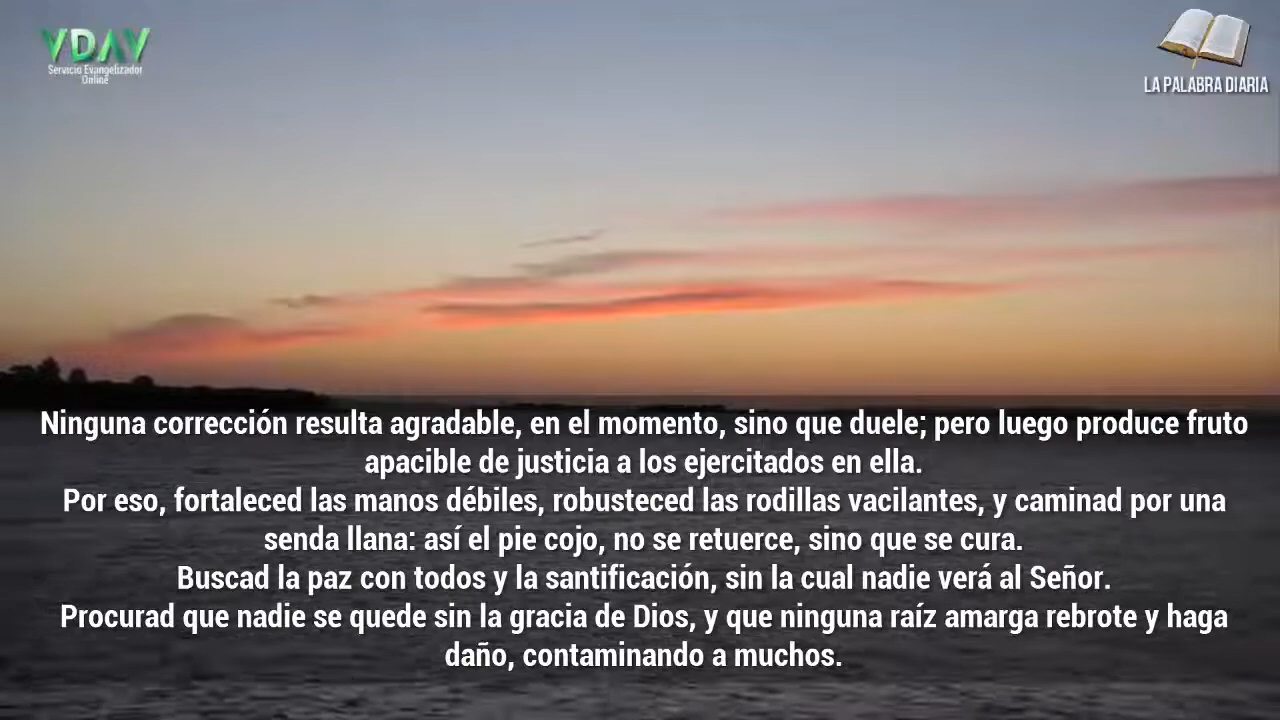 VDAV
Servicio Evangelizador
Online
LA PALABRA DIARIA
Ninguna corrección resulta agradable, en el momento, sino que duele; pero luego produce fruto
apacible de justicia a los ejercitados en ella.
Por eso, fortaleced las manos débiles, robusteced las rodillas vacilantes, y caminad por una
senda llana: así el pie cojo, no se retuerce, sino que se cura.
Buscad la paz con todos y la santificación, sin la cual nadie verá al Señor.
Procurad que nadie se quede sin la gracia de Dios, y que ninguna raíz amarga rebrote y haga
daño, contaminando a muchos.